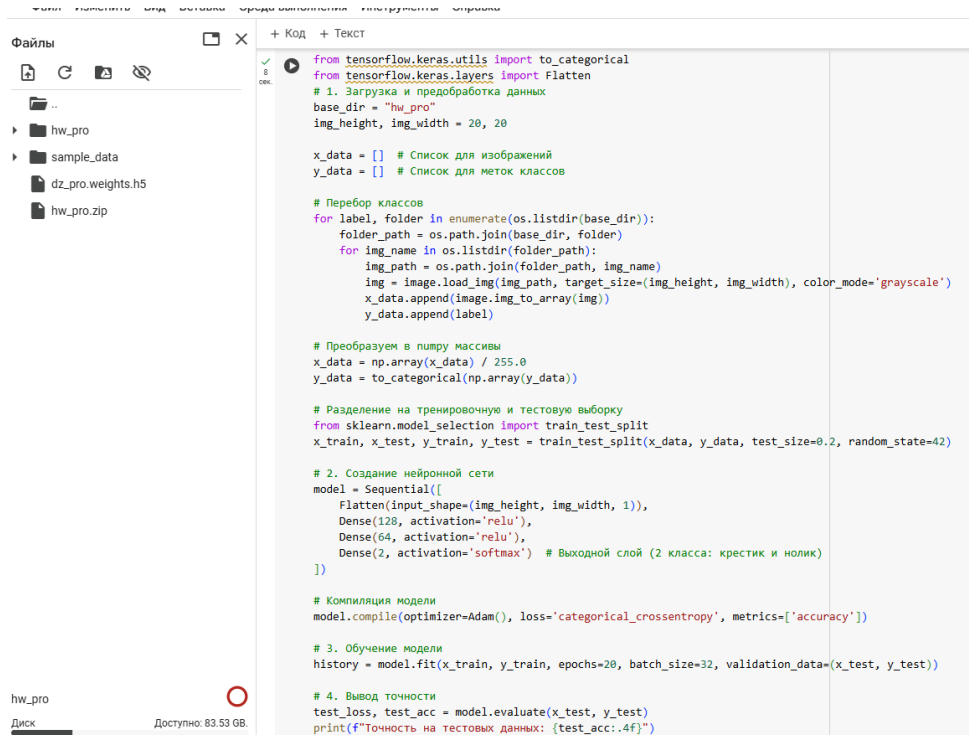 Файлы
.. 
hw_pro
sample_data
dz_pro.weights.h5
hw_pro.zip
hw_pro
Диск
Доступно: 83.53 GB.
+ Код + Текст
8
сек.
from tensorflow.keras.utils import to_categorical
from tensorflow.keras.layers import Flatten
# 1. Загрузка и предобработка данных
base_dir = "hw_pro"
img_height, img_width = 20, 20
x_data = []  # Список для изображений
y_data = []  # Список для меток классов
# Перебор классов
for label, folder in enumerate(os.listdir(base_dir)):
    folder_path = os.path.join(base_dir, folder)
    for img_name in os.listdir(folder_path):
        img_path = os.path.join(folder_path, img_name)
        img = image.load_img(img_path, target_size=(img_height, img_width), color_mode='grayscale')
        x_data.append(image.img_to_array(img))
        y_data.append(label)
# Преобразуем в numpy массивы
x_data = np.array(x_data) / 255.0
y_data = to_categorical(np.array(y_data))
# Разделение на тренировочную и тестовую выборку
from sklearn.model_selection import train_test_split
x_train, x_test, y_train, y_test = train_test_split(x_data, y_data, test_size=0.2, random_state=42)
# 2. Создание нейронной сети
model = Sequential([
    Flatten(input_shape=(img_height, img_width, 1)),
    Dense(128, activation='relu'),
    Dense(64, activation='relu'),
    Dense(2, activation='softmax')  # Выходной слой (2 класса: крестик и нолик)
])
# Компиляция модели
model.compile(optimizer=Adam(), loss='categorical_crossentropy', metrics=['accuracy'])
# 3. Обучение модели
history = model.fit(x_train, y_train, epochs=20, batch_size=32, validation_data=(x_test, y_test))
# 4. Вывод точности
test_loss, test_acc = model.evaluate(x_test, y_test)
print(f"Точность на тестовых данных: {test_acc:.4f}")